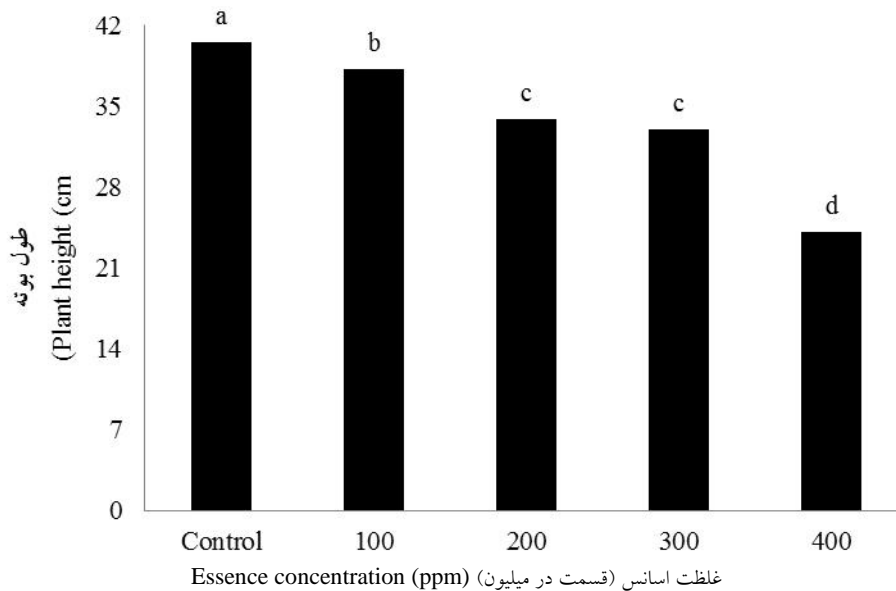 42
35
28
21
14
7
0
طول بوته
(Plant height (cm
a
b
c
c
d
Control 100 200 300 400
Essence concentration (ppm) غلظت اسانس (قسمت در میلیون)